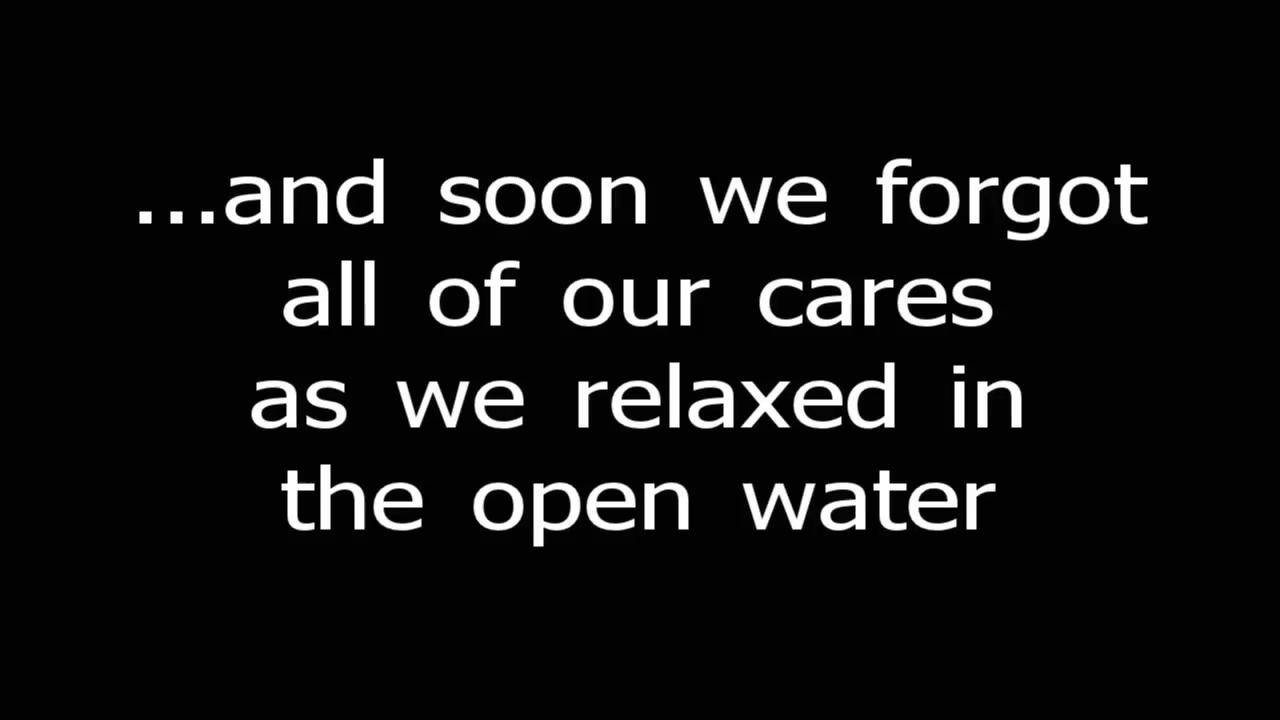 ...and soon we forgot
all of our cares
as we relaxed in
the open water